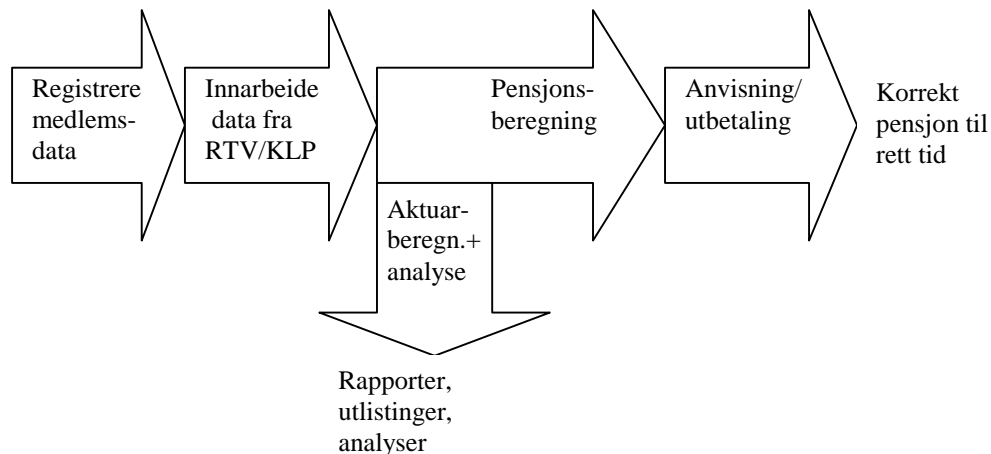 Registrere
medlems-
data
Innarbeide
data fra
RTV/KLP
Pensjons-
beregning
Anvisning/
utbetaling
Korrekt
pensjon til
rett tid
Aktuar-
beregn.+
analyse
Rapporter,
utlistinger,
analyser